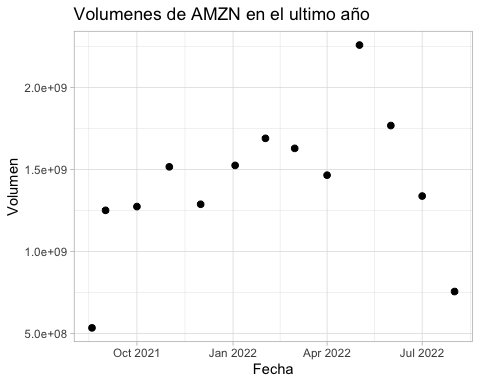 Volumenes de AMZN en el ultimo año
2.0e+09
1.5e+09
1.0e+09
5.0e+08
Volumen
Oct 2021 Jan 2022 Apr 2022 Jul 2022
Fecha